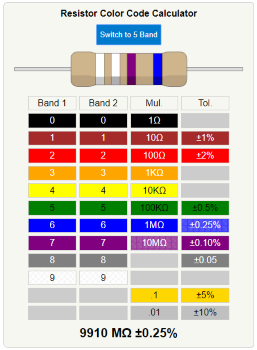 Resistor Color Code Calculator
Switch to 5 Band
Band 1 Band 2 Mul. Tol.
0 0 1Ω
1 1 10Ω ±1%
2 2 100Ω ±2%
3 3 1KΩ
4 4 10KΩ
5 5 100KΩ ±0.5%
6 6 1MΩ ±0.25%
7 7 10MΩ ±0.10%
8 8 ±0.05
9 9
.1 ±5%
.01 ±10%
9910 MΩ ±0.25%